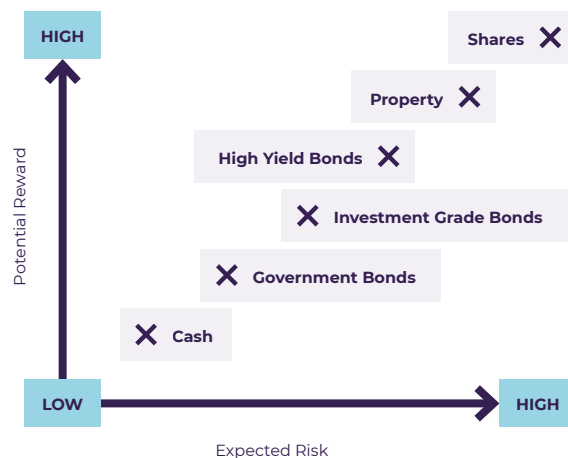 HIGH
Shares
Property
High Yield Bonds
Investment Grade Bonds
Government Bonds
Cash
Potential Reward
LOW
HIGH
Expected Risk